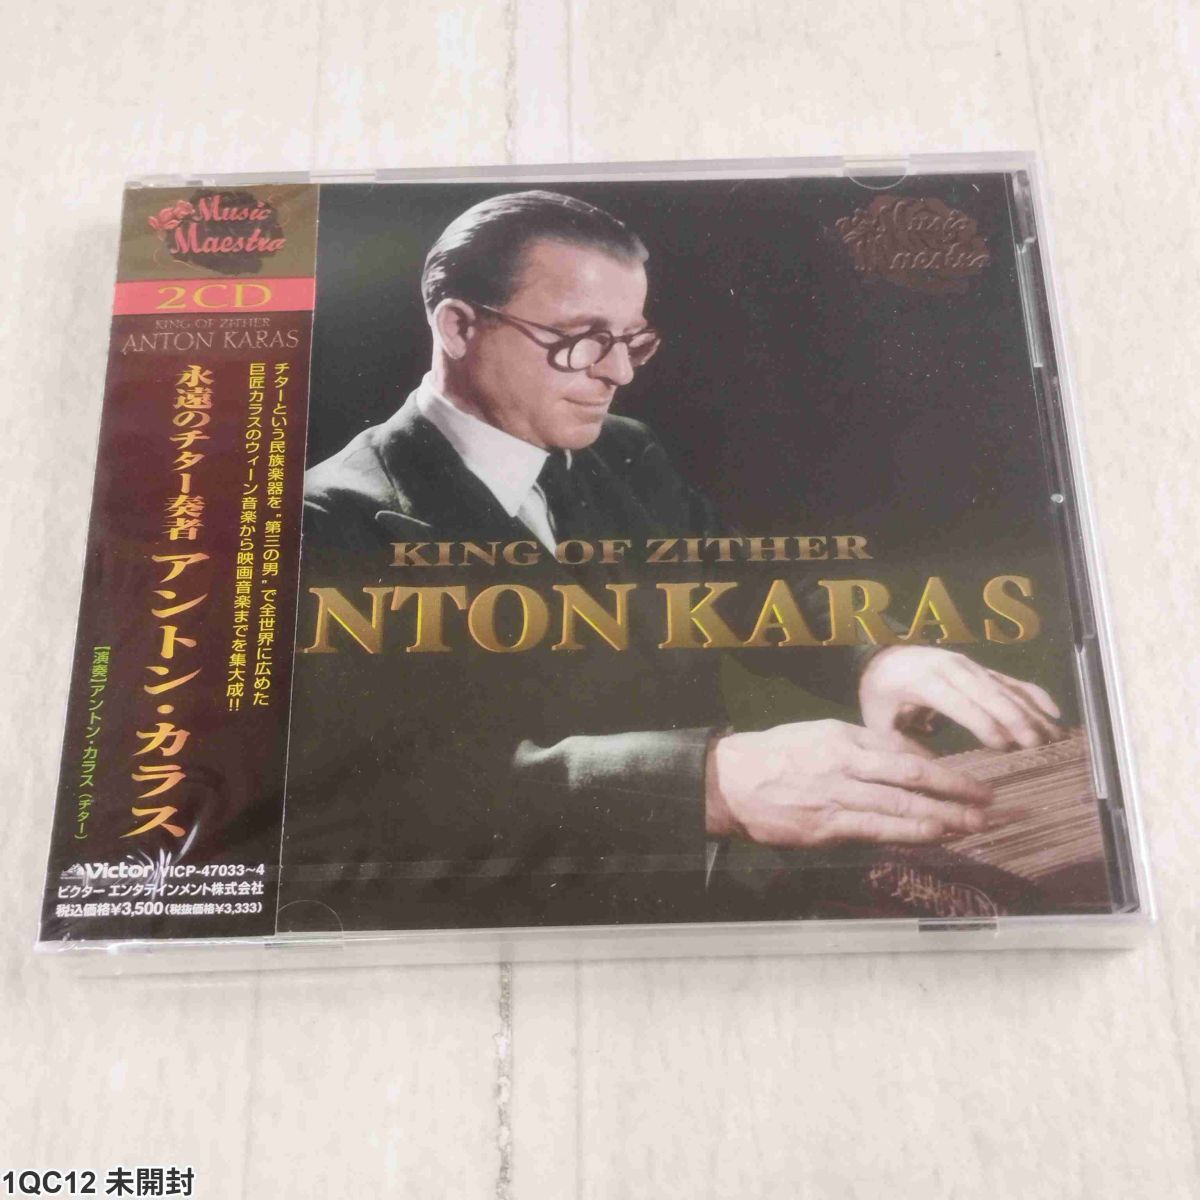 Music
Maestro
2CD
KING OF ZITHER
ANTON KARAS
永遠のチター奏者 アントン・カラス
チターという民族楽器を"第三の男"で全世界に広めた
巨匠カラスのウィーン音楽から映画音楽までを集大成!!
【演奏】アントン・カラス（チター）
Victor VICP-47033~4
ビクター エンタテインメント株式会社
税込価格¥3,500(税抜価格¥3,333)
Music
Maestro
KING OF ZITHER
NTON KARAS
1QC12 未開封